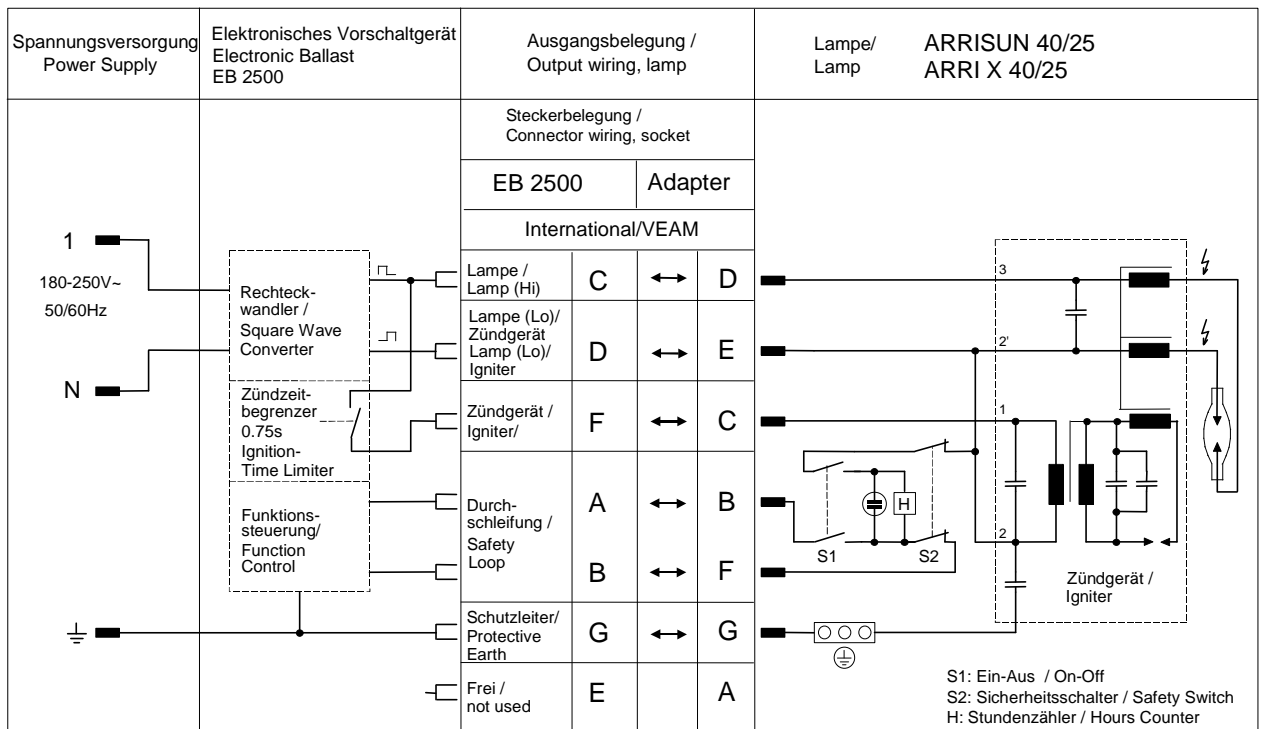 Spannungsversorgung
Power Supply
Elektronisches Vorschaltgerät
Electronic Ballast
EB 2500
Ausgangsbelegung /
Output wiring, lamp
Lampe/
Lamp
ARRISUN 40/25
ARRI X 40/25
Steckerbelegung /
Connector wiring, socket
EB 2500
Adapter
International/VEAM
1
180-250V~
50/60Hz
N
Rechteck-
wandler /
Square Wave
Converter
Zündzeit-
begrenzer
0.75s
Ignition-
Time Limiter
Funktions-
steuerung/
Function
Control
Lampe /
Lamp (Hi)
C
D
Lampe (Lo)/
Zündgerät
Lamp (Lo)/
Igniter
D
E
Zündgerät /
Igniter/
F
C
Durch-
schleifung /
Safety
Loop
A
B
B
F
Schutzleiter/
Protective
Earth
G
G
Frei /
not used
E
A
3
2'
1
2
H
S1
S2
Zündgerät /
Igniter
S1: Ein-Aus / On-Off
S2: Sicherheitsschalter / Safety Switch
H: Stundenzähler / Hours Counter